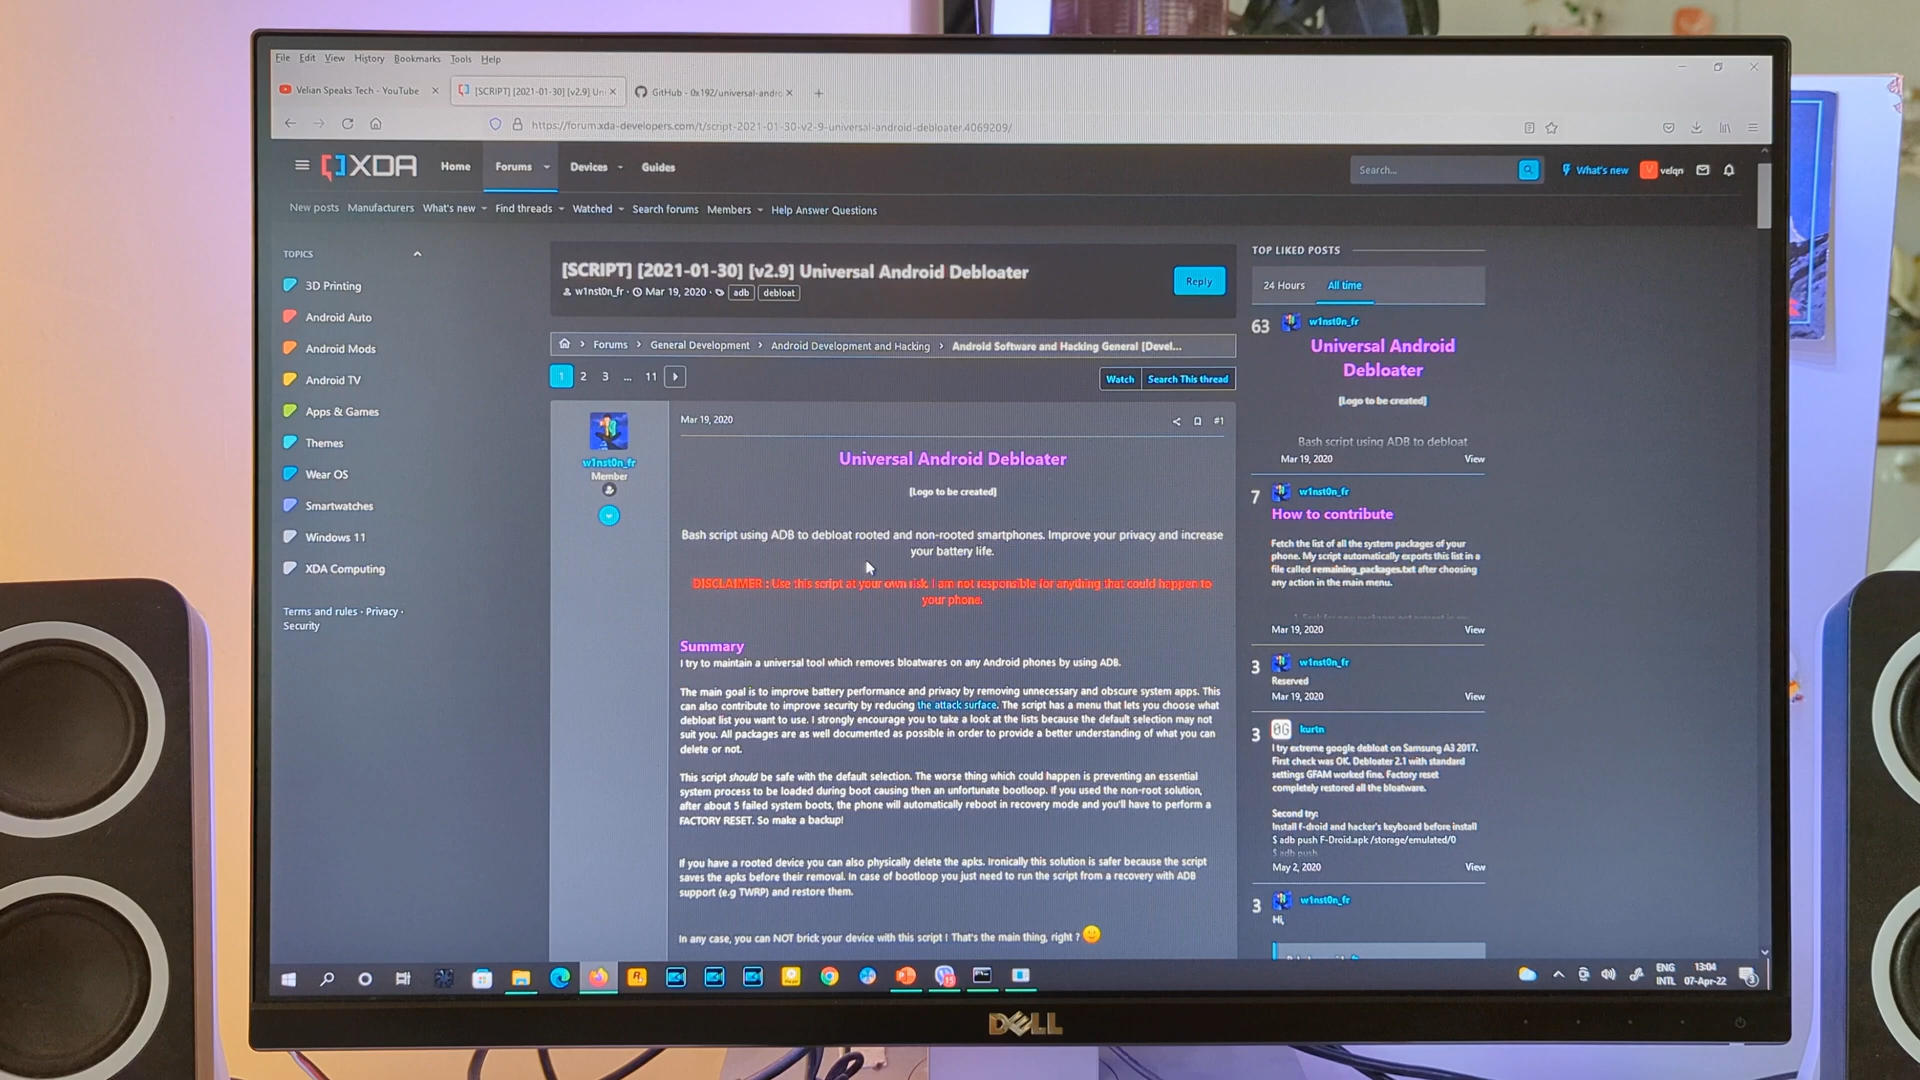 File Edit View History Bookmarks Tools Help
Velian Speaks Tech - YouTube
[SCRIPT] [2021-01-30] [v2.9] Uni
GitHub - 0x192/universal-andro
https://forum.xda-developers.com/t/script-2021-01-30-v2-9-universal-android-debloater.4069209/
XDA Home Forums Devices Guides
Search...
What's new
velqn
New posts Manufacturers What's new Find threads Watched Search forums Members Help Answer Questions
TOPICS
3D Printing
Android Auto
Android Mods
Android TV
Apps & Games
Themes
Wear OS
Smartwatches
Windows 11
XDA Computing
Terms and rules · Privacy ·
Security
[SCRIPT] [2021-01-30] [v2.9] Universal Android Debloater
w1nst0n_fr · Mar 19, 2020 · adb debloat
Reply
Forums > General Development > Android Development and Hacking > Android Software and Hacking General [Devel...
1 2 3 ... 11
Watch Search This thread
w1nst0n_fr
Member
Mar 19, 2020
#1
Universal Android Debloater
[Logo to be created]
Bash script using ADB to debloat rooted and non-rooted smartphones. Improve your privacy and increase
your battery life.
DISCLAIMER : Use this script at your own risk. I am not responsible for anything that could happen to
your phone.
Summary
I try to maintain a universal tool which removes bloatwares on any Android phones by using ADB.
The main goal is to improve battery performance and privacy by removing unnecessary and obscure system apps. This
can also contribute to improve security by reducing the attack surface. The script has a menu that lets you choose what
debloat list you want to use. I strongly encourage you to take a look at the lists because the default selection may not
suit you. All packages are as well documented as possible in order to provide a better understanding of what you can
delete or not.
This script should be safe with the default selection. The worse thing which could happen is preventing an essential
system process to be loaded during boot causing then an unfortunate bootloop. If you used the non-root solution,
after about 5 failed system boots, the phone will automatically reboot in recovery mode and you'll have to perform a
FACTORY RESET. So make a backup!
If you have a rooted device you can also physically delete the apks. Ironically this solution is safer because the script
saves the apks before their removal. In case of bootloop you just need to run the script from a recovery with ADB
support (e.g TWRP) and restore them.
In any case, you can NOT brick your device with this script ! That's the main thing, right ?
TOP LIKED POSTS
24 Hours All time
63 w1nst0n_fr
Universal Android
Debloater
[Logo to be created]
Bash script using ADB to debloat
Mar 19, 2020 View
7 w1nst0n_fr
How to contribute
Fetch the list of all the system packages of your
phone. My script automatically exports this list in a
file called remaining_packages.txt after choosing
any action in the main menu.
Mar 19, 2020 View
3 w1nst0n_fr
Reserved
Mar 19, 2020 View
3 0G kurtn
I try extreme google debloat on Samsung A3 2017.
First check was OK. Debloater 2.1 with standard
settings GFAM worked fine. Factory reset
completely restored all the bloatware.
Second try:
Install f-droid and hacker's keyboard before install
$ adb push F-Droid.apk /storage/emulated/0
$ adb push
May 2, 2020 View
3 w1nst0n_fr
Hi,
ENG
INTL
13:04
07-Apr-22
3
DELL